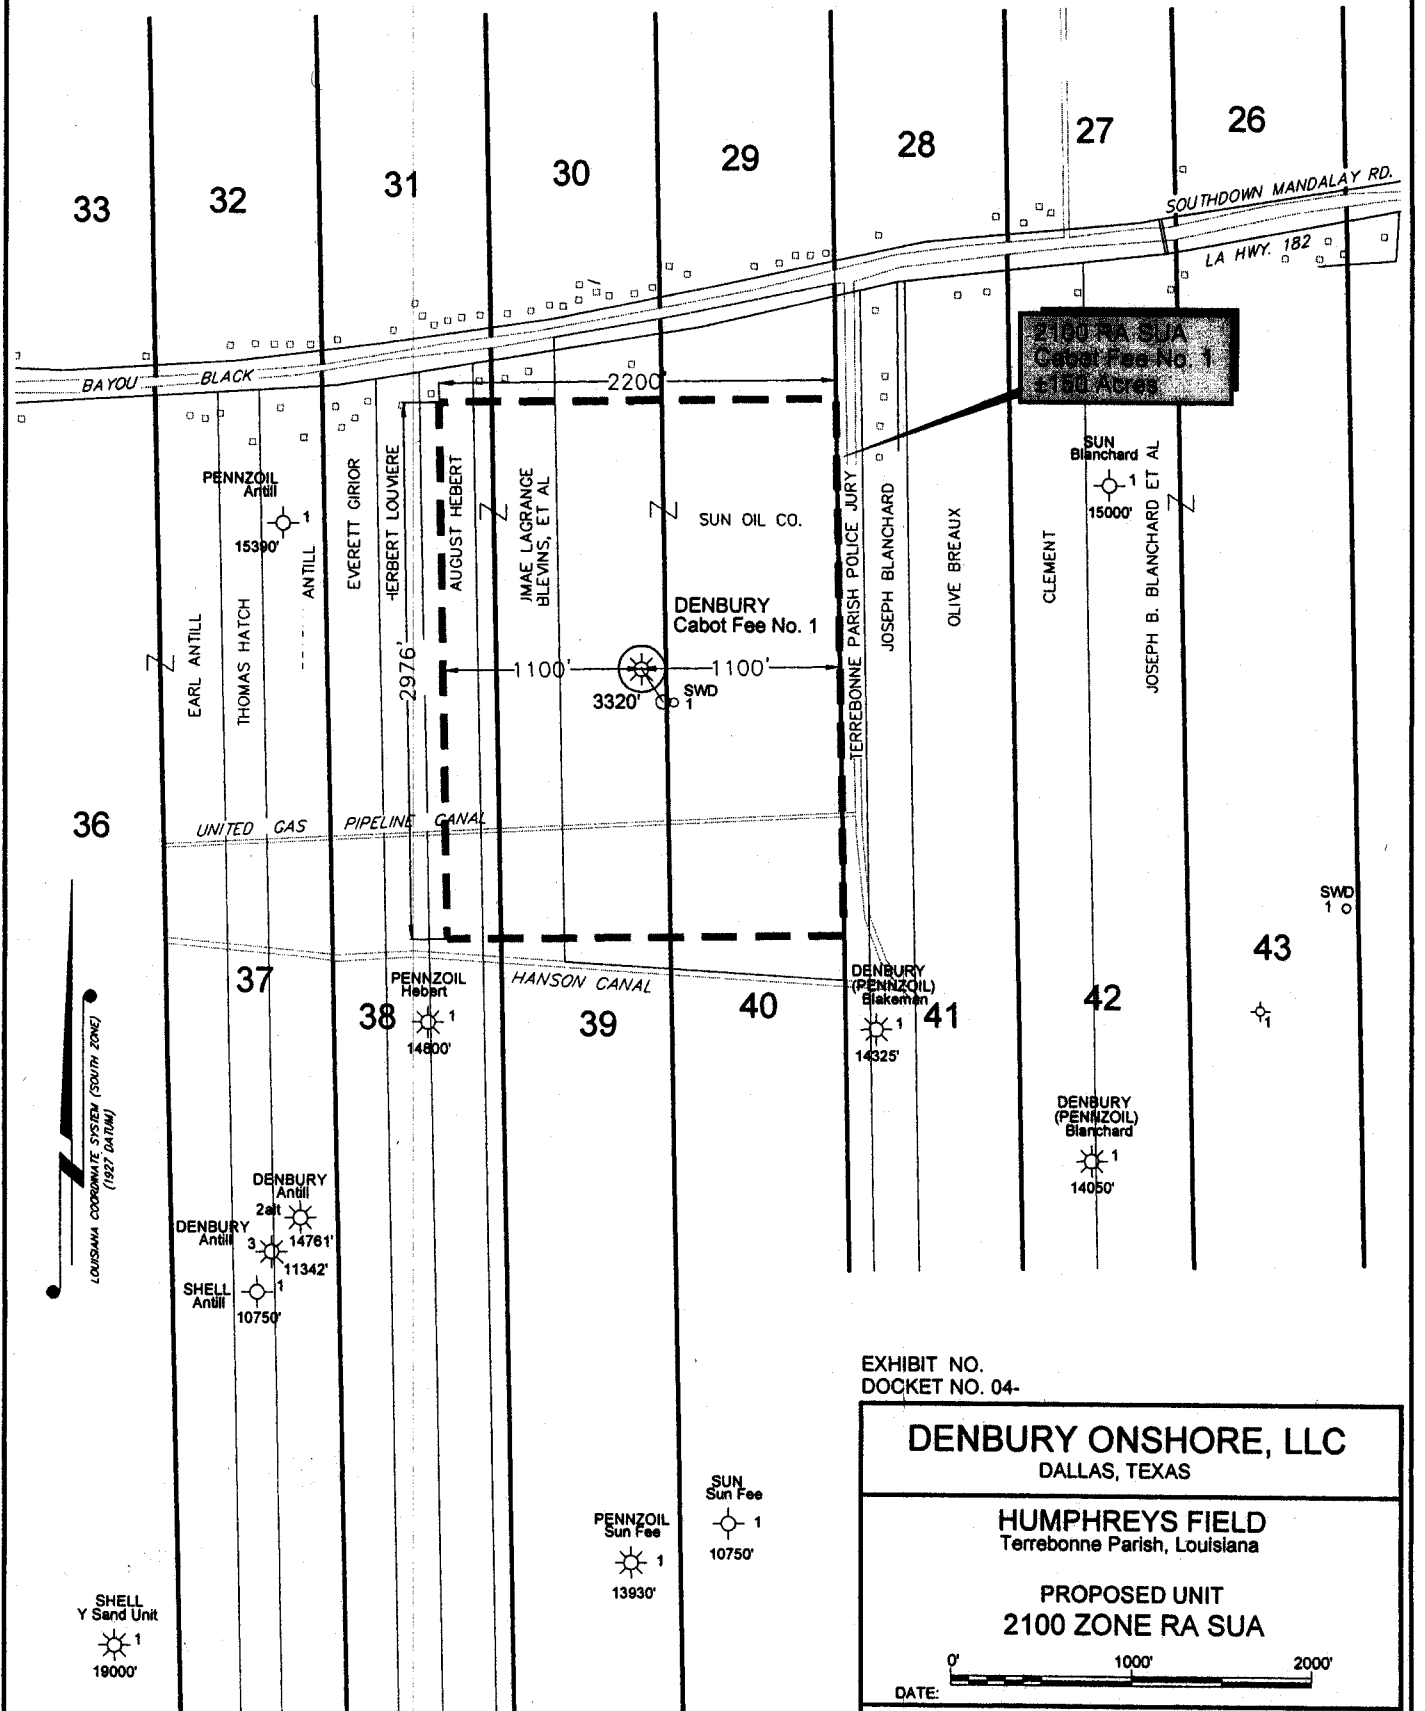 26
27
28
29
30
31
32
33
SOUTHDOWN MANDALAY RD.
LA HWY. 182
BAYOU BLACK
2100 RA SUA
Cabot Fee No. 1
±150 Acres
2200'
PENNZOIL
Antill
1
15390'
SUN
Blanchard
1
15000'
EARL ANTILL
THOMAS HATCH
ANTILL
EVERETT GIRIOR
HERBERT LOUVIERE
AUGUST HEBERT
BLEVINS, ET AL
SUN OIL CO.
TERREBONNE PARISH POLICE JURY
JOSEPH BLANCHARD
OLIVE BREAUX
CLEMENT
JOSEPH B. BLANCHARD ET AL
DENBURY
Cabot Fee No. 1
1100'
1100'
2976'
3320'
SWD
1
36
UNITED GAS PIPELINE CANAL
SWD
1
37
38
39
40
41
42
43
1
HANSON CANAL
PENNZOIL
Hebert
1
14800'
DENBURY
(PENNZOIL)
Blakeman
1
14325'
DENBURY
(PENNZOIL)
Blanchard
1
14050'
LOUISIANA COORDINATE SYSTEM (SOUTH ZONE)
(1927 DATUM)
DENBURY
Antill
2alt
14761'
DENBURY
Antill
3
11342'
SHELL
Antill
1
10750'
SUN
Sun Fee
1
10750'
PENNZOIL
Sun Fee
1
13930'
SHELL
Y Sand Unit
1
19000'
EXHIBIT NO.
DOCKET NO. 04-
DENBURY ONSHORE, LLC
DALLAS, TEXAS
HUMPHREYS FIELD
Terrebonne Parish, Louisiana
PROPOSED UNIT
2100 ZONE RA SUA
0' 1000' 2000'
DATE: